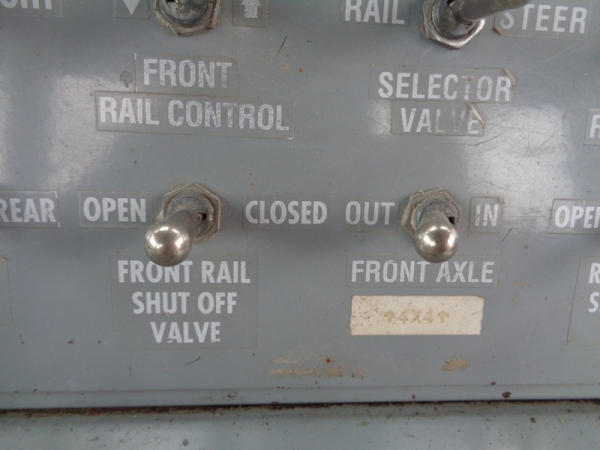 RAIL STEER
FRONT
RAIL CONTROL
SELECTOR
VALVE
REAR OPEN CLOSED OUT IN OPEN
FRONT RAIL
SHUT OFF
VALVE
FRONT AXLE
↑4X4↑